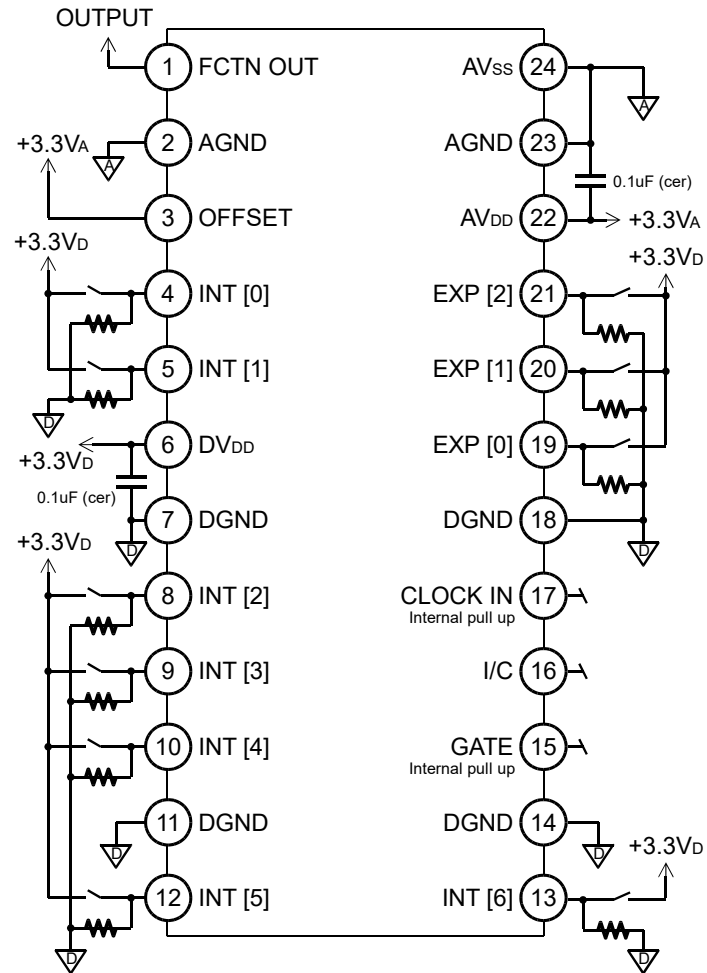 OUTPUT
1 FCTN OUT
AVss 24
A
+3.3VA
A
2 AGND
AGND 23
0.1uF (cer)
3 OFFSET
AVDD 22
+3.3VA
+3.3VD
+3.3VD
4 INT [0]
EXP [2] 21
5 INT [1]
EXP [1] 20
D
6 DVDD
EXP [0] 19
+3.3VD
0.1uF (cer)
7 DGND
DGND 18
D
D
+3.3VD
8 INT [2]
CLOCK IN 17
Internal pull up
9 INT [3]
I/C 16
10 INT [4]
GATE 15
Internal pull up
11 DGND
DGND 14
D
D
+3.3VD
12 INT [5]
INT [6] 13
D
D